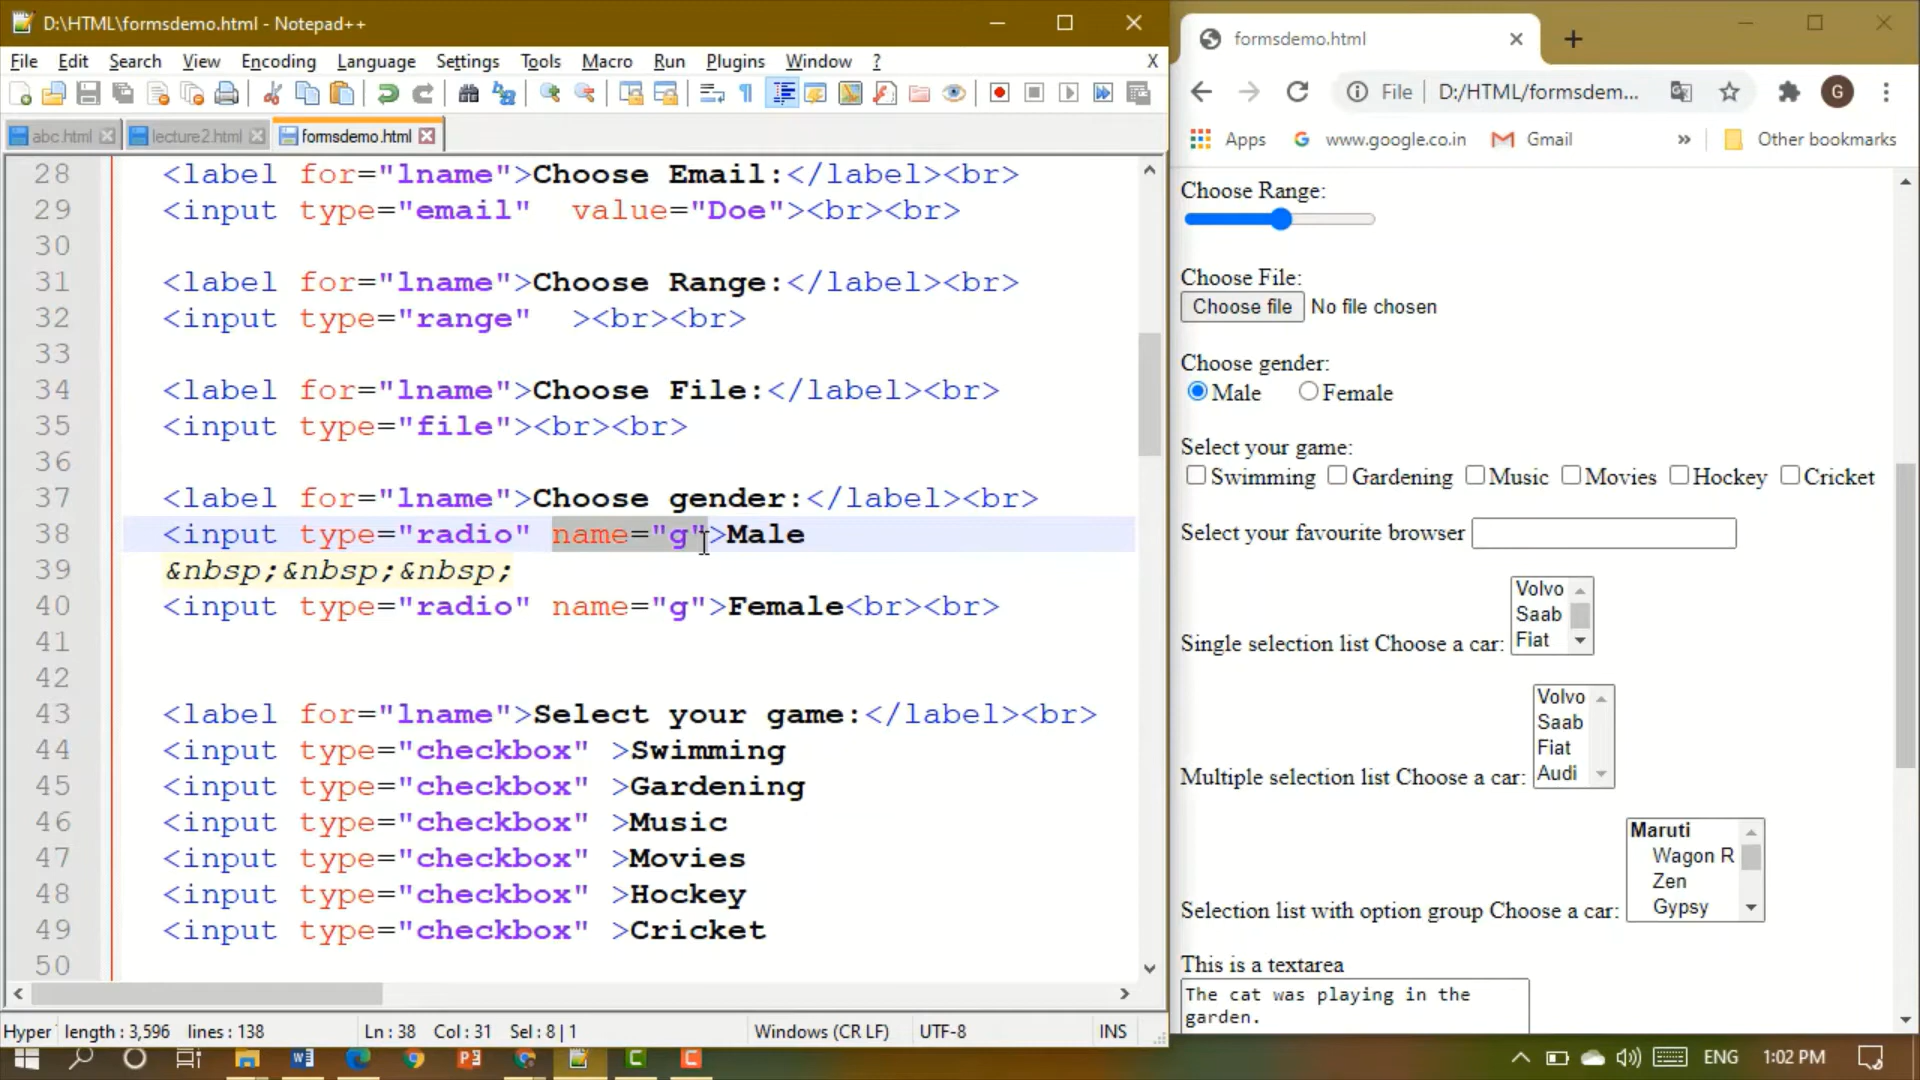 D:\HTML\formsdemo.html - Notepad++
File Edit Search View Encoding Language Settings Tools Macro Run Plugins Window ? X
abc.html lecture2.html formsdemo.html
28 <label for="lname">Choose Email:</label><br>
29 <input type="email" value="Doe"><br><br>
30
31 <label for="lname">Choose Range:</label><br>
32 <input type="range" ><br><br>
33
34 <label for="lname">Choose File:</label><br>
35 <input type="file"><br><br>
36
37 <label for="lname">Choose gender:</label><br>
38 <input type="radio" name="g">Male
39 &nbsp;&nbsp;&nbsp;
40 <input type="radio" name="g">Female<br><br>
41
42
43 <label for="lname">Select your game:</label><br>
44 <input type="checkbox" >Swimming
45 <input type="checkbox" >Gardening
46 <input type="checkbox" >Music
47 <input type="checkbox" >Movies
48 <input type="checkbox" >Hockey
49 <input type="checkbox" >Cricket
50
Hyper length : 3,596 lines : 138 Ln : 38 Col : 31 Sel : 8 | 1 Windows (CR LF) UTF-8 INS
formsdemo.html
File D:/HTML/formsdem... G
Apps G www.google.co.in Gmail » Other bookmarks
Choose Range:
Choose File:
Choose file No file chosen
Choose gender:
Male Female
Select your game:
Swimming Gardening Music Movies Hockey Cricket
Select your favourite browser
Volvo
Saab
Fiat
Single selection list Choose a car:
Volvo
Saab
Fiat
Audi
Multiple selection list Choose a car:
Maruti
Wagon R
Zen
Gypsy
Selection list with option group Choose a car:
This is a textarea
The cat was playing in the
garden.
ENG 1:02 PM